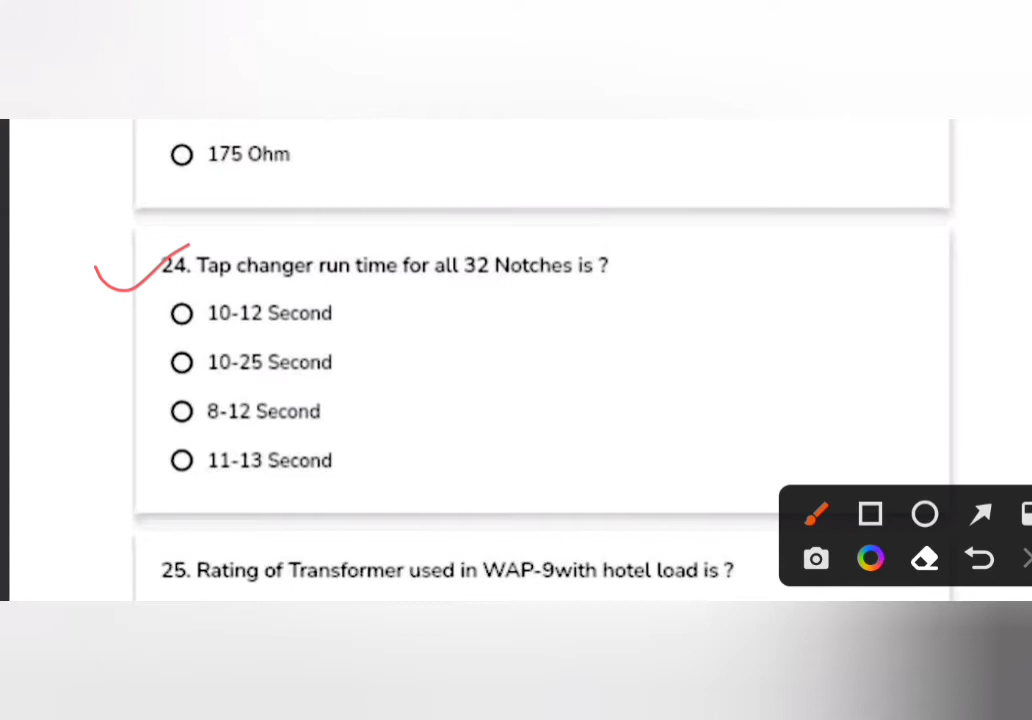 175 Ohm
24. Tap changer run time for all 32 Notches is ?
10-12 Second
10-25 Second
8-12 Second
11-13 Second
25. Rating of Transformer used in WAP-9with hotel load is ?